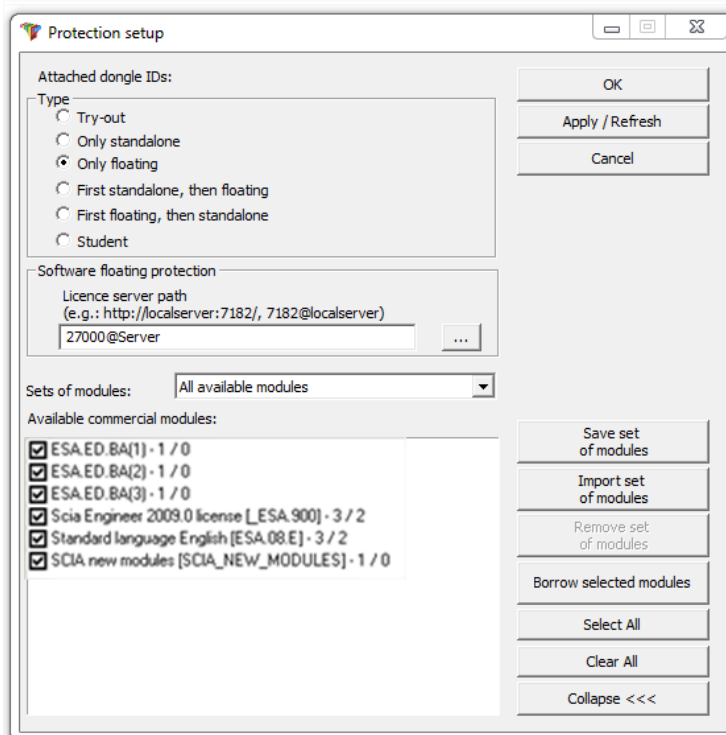 Protection setup
Attached dongle IDs:
Type
Try-out
Only standalone
Only floating
First standalone, then floating
First floating, then standalone
Student
OK
Apply / Refresh
Cancel
Software floating protection
Licence server path
(e.g.: http://localserver:7182/, 7182@localserver)
27000@Server
...
Sets of modules:
All available modules
Available commercial modules:
ESA.ED.BA(1) - 1 / 0
ESA.ED.BA(2) - 1 / 0
ESA.ED.BA(3) - 1 / 0
Scia Engineer 2009.0 license [_ESA.900] - 3 / 2
Standard language English [ESA.08.E] - 3 / 2
SCIA new modules [SCIA_NEW_MODULES] - 1 / 0
Save set
of modules
Import set
of modules
Remove set
of modules
Borrow selected modules
Select All
Clear All
Collapse <<<